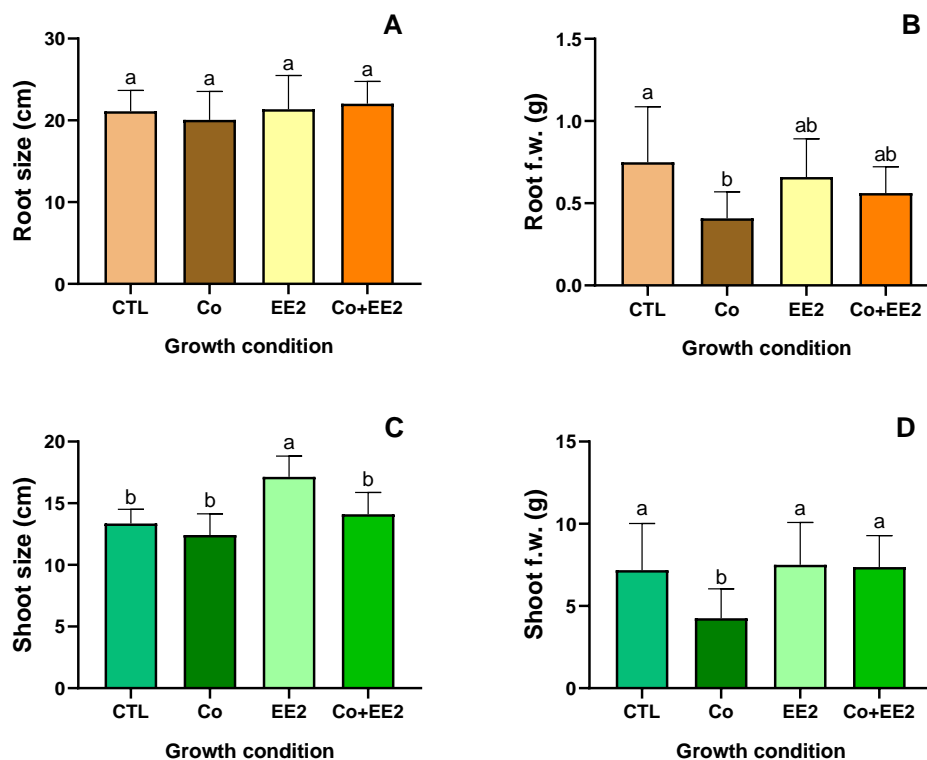 A
Root size (cm)
30
20
10
0
a
a
a
a
CTL
Co
EE2
Co+EE2
Growth condition
B
Root f.w. (g)
1.5
1.0
0.5
0.0
a
b
ab
ab
CTL
Co
EE2
Co+EE2
Growth condition
C
Shoot size (cm)
20
15
10
5
0
b
b
a
b
CTL
Co
EE2
Co+EE2
Growth condition
D
Shoot f.w. (g)
15
10
5
0
a
b
a
a
CTL
Co
EE2
Co+EE2
Growth condition